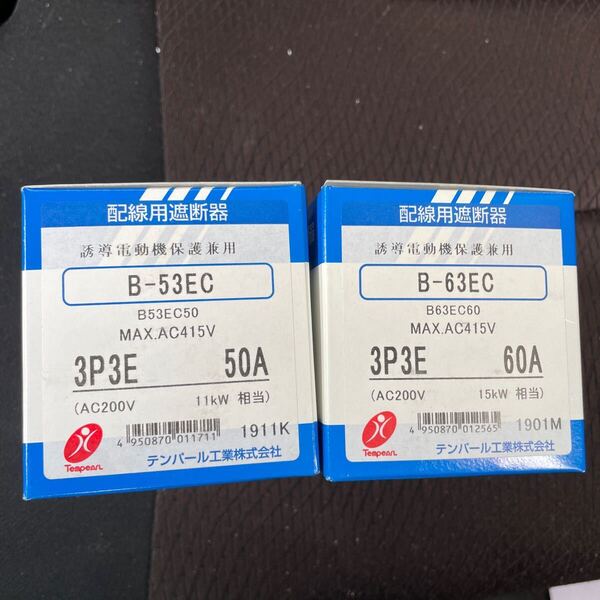 配線用遮断器
誘導電動機保護兼用
B-53EC
B53EC50
MAX.AC415V
3P3E 50A
(AC200V 11kW 相当)
4 950870 011711 1911K
Tempearl
テンパール工業株式会社
配線用遮断器
誘導電動機保護兼用
B-63EC
B63EC60
MAX.AC415V
3P3E 60A
(AC200V 15kW 相当)
4 950870 012565 1901M
Tempearl
テンパール工業株式会社